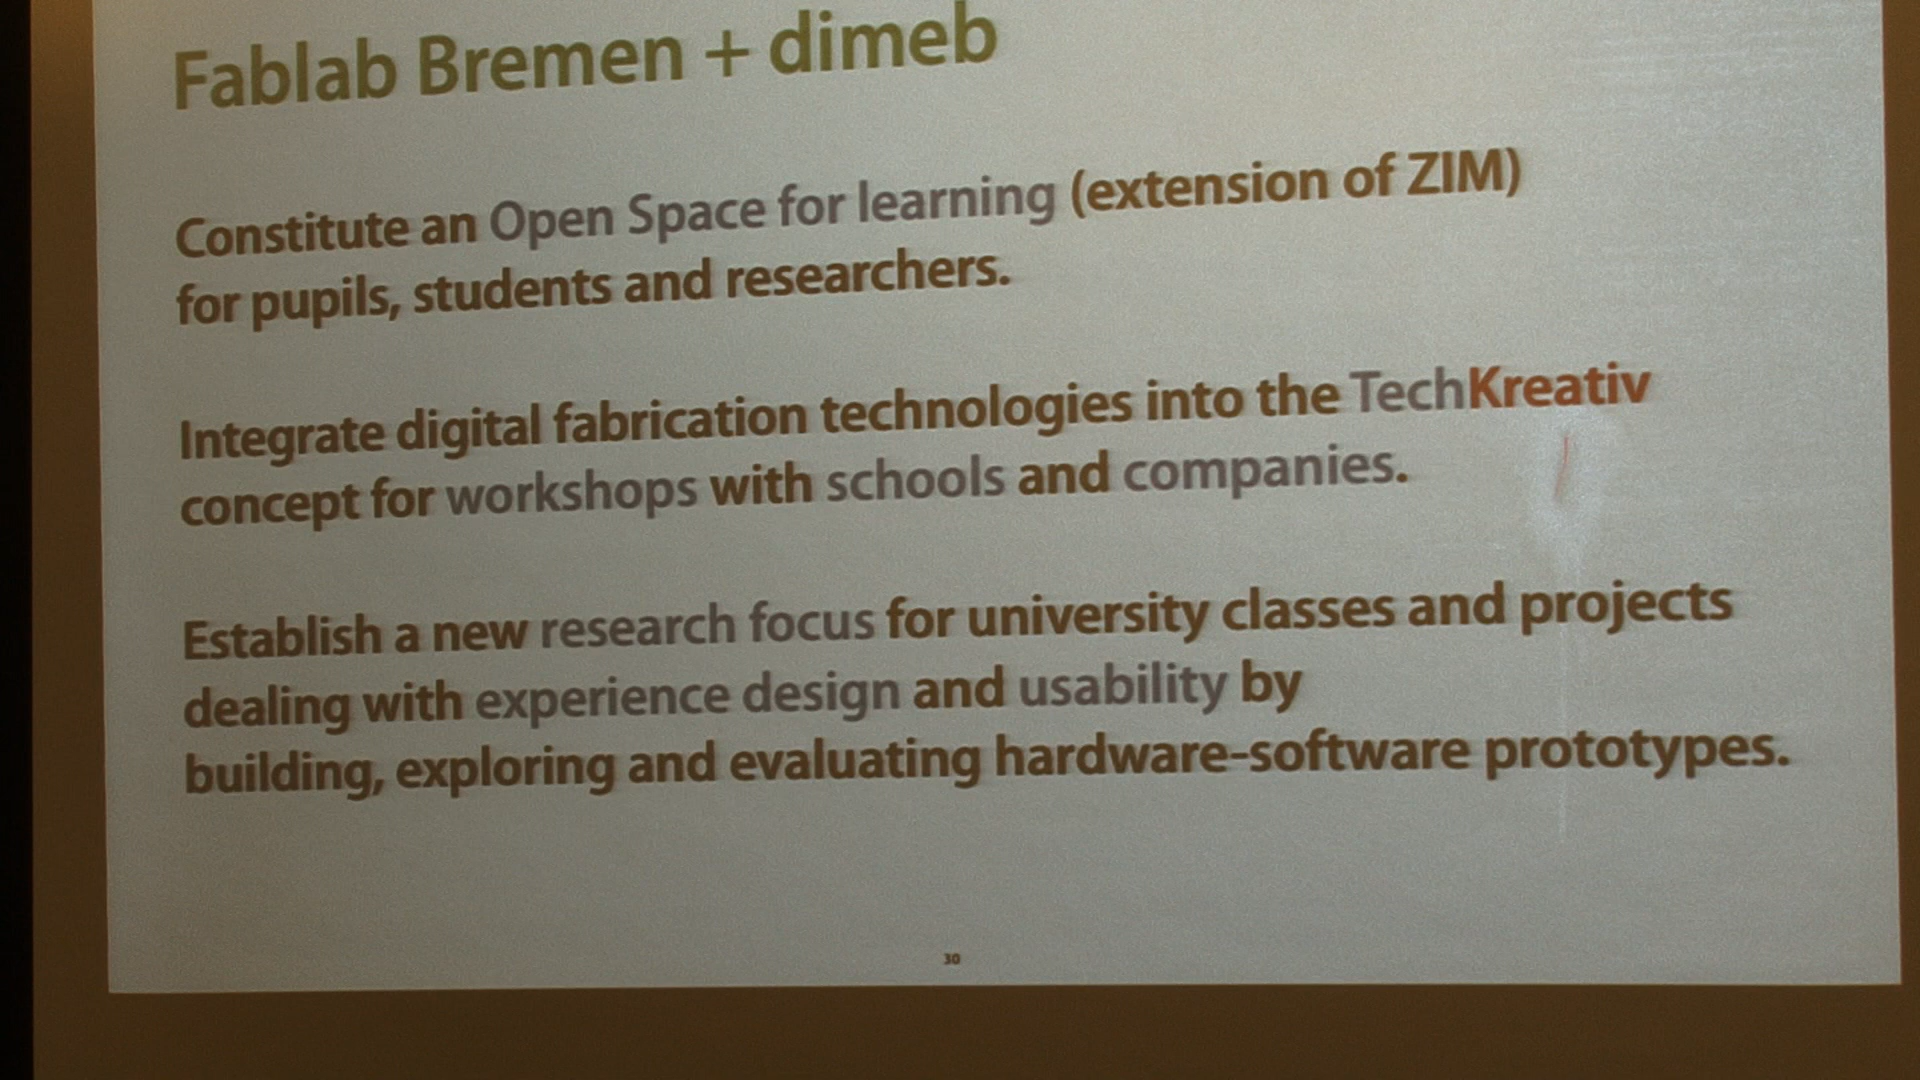 Fablab Bremen + dimeb
Constitute an Open Space for learning (extension of ZIM)
for pupils, students and researchers.
Integrate digital fabrication technologies into the TechKreativ
concept for workshops with schools and companies.
Establish a new research focus for university classes and projects
dealing with experience design and usability by
building, exploring and evaluating hardware-software prototypes.
30